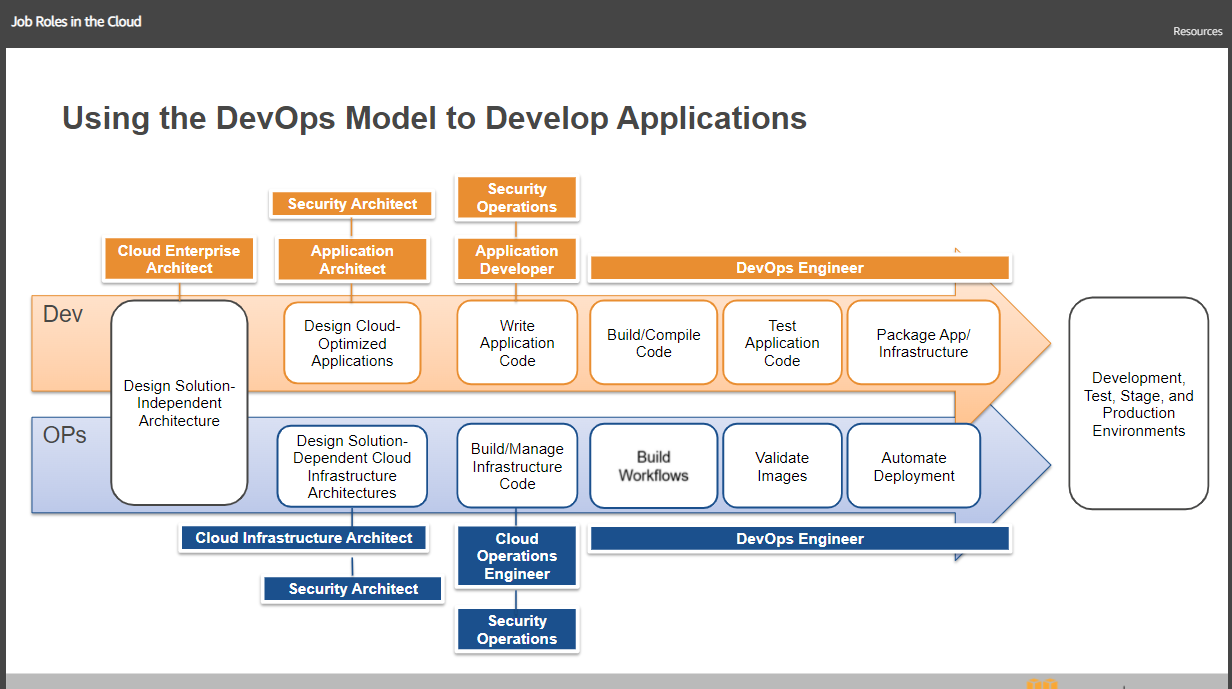 Job Roles in the Cloud
Resources
Using the DevOps Model to Develop Applications
Security Architect
Security
Operations
Cloud Enterprise
Architect
Application
Architect
Application
Developer
DevOps Engineer
Dev
Design Solution-
Independent
Architecture
Design Cloud-
Optimized
Applications
Write
Application
Code
Build/Compile
Code
Test
Application
Code
Package App/
Infrastructure
Development,
Test, Stage, and
Production
Environments
OPs
Design Solution-
Dependent Cloud
Infrastructure
Architectures
Build/Manage
Infrastructure
Code
Build
Workflows
Validate
Images
Automate
Deployment
Cloud Infrastructure Architect
Cloud
Operations
Engineer
DevOps Engineer
Security Architect
Security
Operations